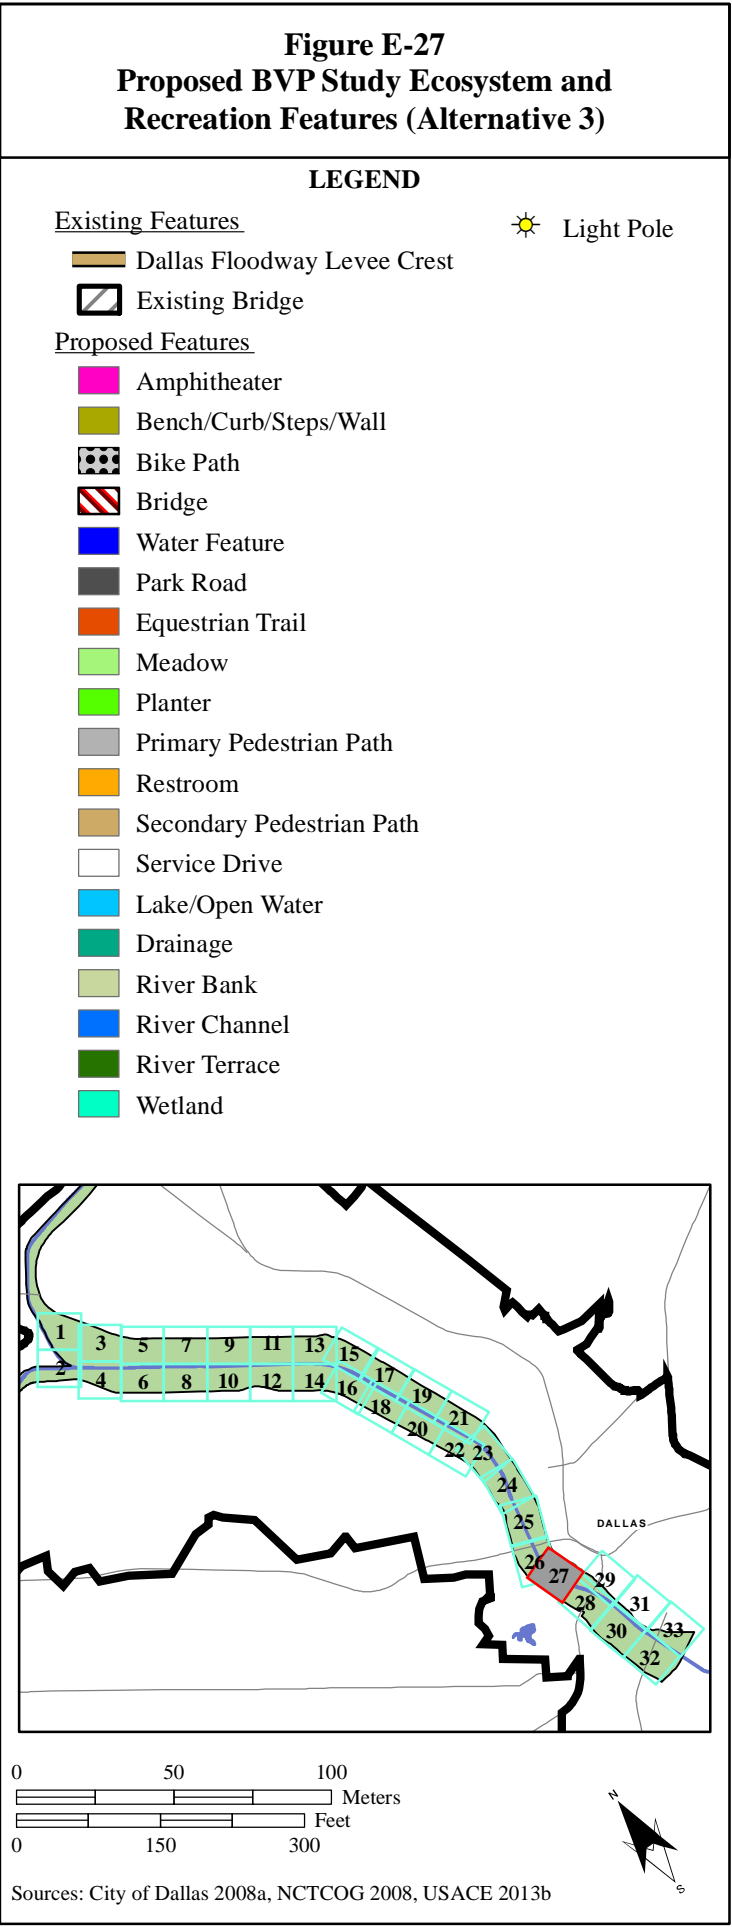 Figure E-27
Proposed BVP Study Ecosystem and
Recreation Features (Alternative 3)
LEGEND
Existing Features
Light Pole
Dallas Floodway Levee Crest
Existing Bridge
Proposed Features
Amphitheater
Bench/Curb/Steps/Wall
Bike Path
Bridge
Water Feature
Park Road
Equestrian Trail
Meadow
Planter
Primary Pedestrian Path
Restroom
Secondary Pedestrian Path
Service Drive
Lake/Open Water
Drainage
River Bank
River Channel
River Terrace
Wetland
1
2
3
4
5
6
7
8
9
10
11
12
13
14
15
16
17
18
19
20
21
22
23
24
25
26
27
28
29
30
31
32
33
DALLAS
0 50 100
Meters
Feet
0 150 300
N
S
Sources: City of Dallas 2008a, NCTCOG 2008, USACE 2013b